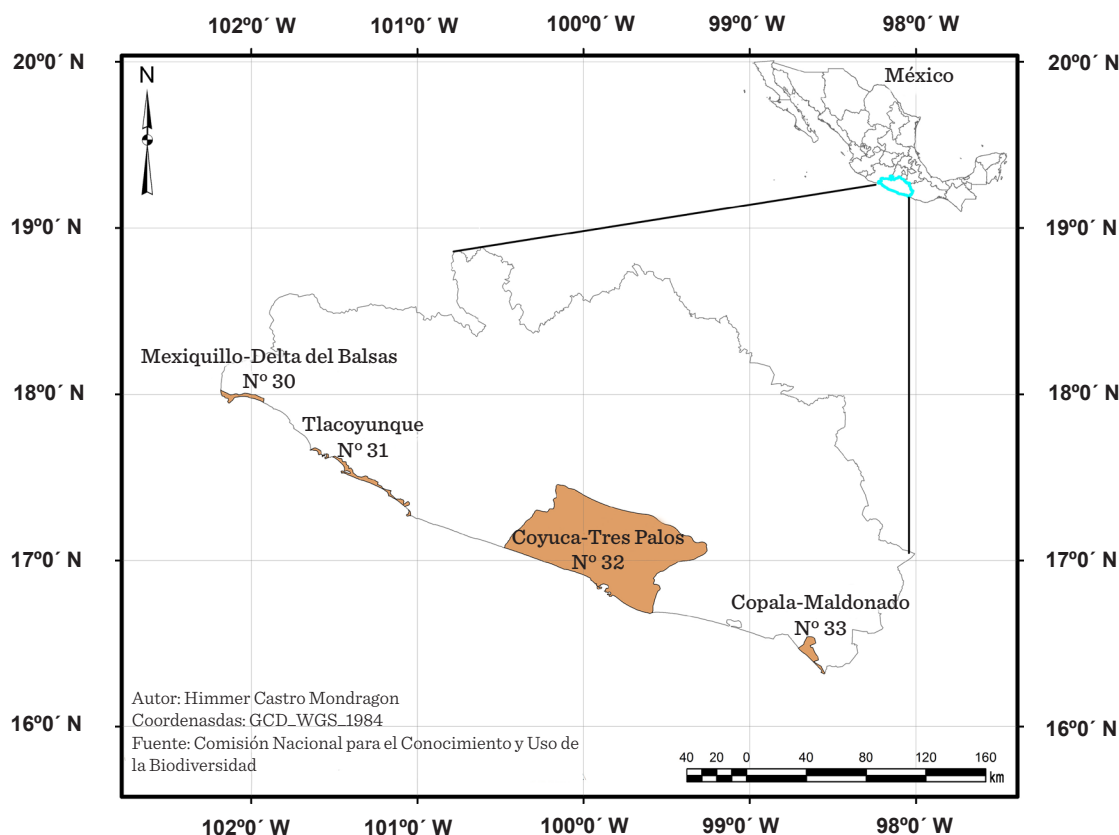 102º0´ W 101º0´ W 100º0´ W 99º0´ W 98º0´ W
20º0´ N 20º0´ N
N
México
19º0´ N 19º0´ N
Mexiquillo-Delta del Balsas
Nº 30
18º0´ N 18º0´ N
Tlacoyunque
Nº 31
Coyuca-Tres Palos
Nº 32
17º0´ N 17º0´ N
Copala-Maldonado
Nº 33
Autor: Himmer Castro Mondragon
Coordenasdas: GCD_WGS_1984
Fuente: Comisión Nacional para el Conocimiento y Uso de
la Biodiversidad
16º0´ N 16º0´ N
40 20 0 40 80 120 160
km
102º0´ W 101º0´ W 100º0´ W 99º0´ W 98º0´ W